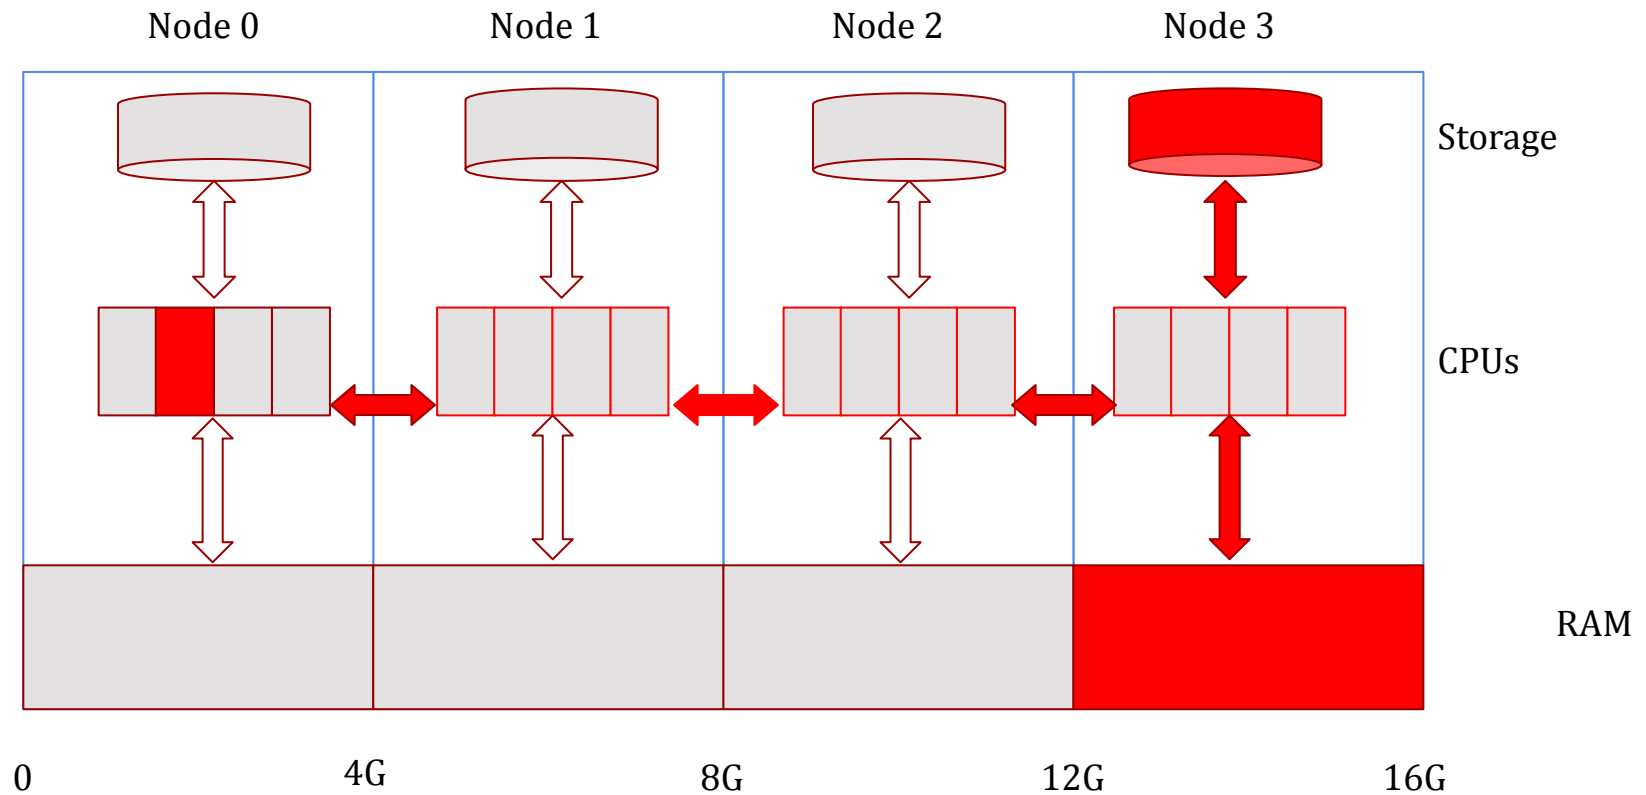 Node 0
Node 1
Node 2
Node 3
Storage
CPUs
RAM
0
4G
8G
12G
16G